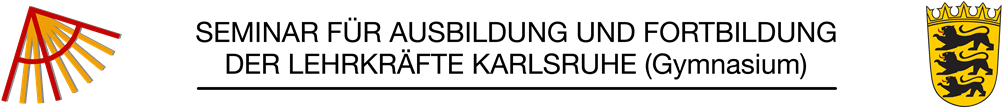 SEMINAR FÜR AUSBILDUNG UND FORTBILDUNG
DER LEHRKRÄFTE KARLSRUHE (Gymnasium)